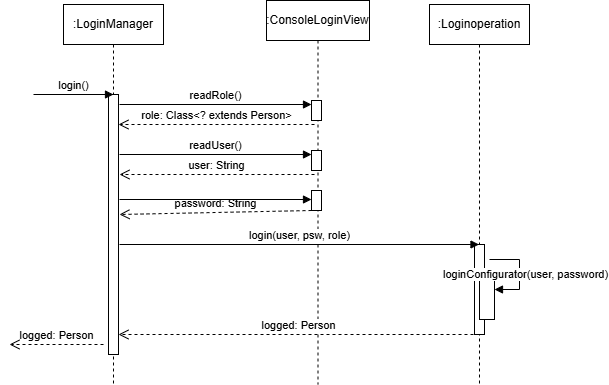 :LoginManager
:ConsoleLoginView
:Loginoperation
login()
readRole()
role: Class<? extends Person>
readUser()
user: String
password: String
login(user, psw, role)
loginConfigurator(user, password)
logged: Person
logged: Person